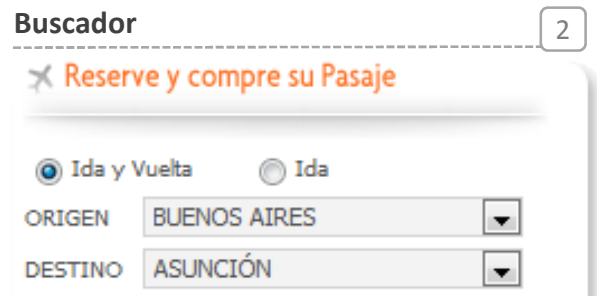 Buscador
2
Reserve y compre su Pasaje
Ida y Vuelta Ida
ORIGEN BUENOS AIRES
DESTINO ASUNCIÓN